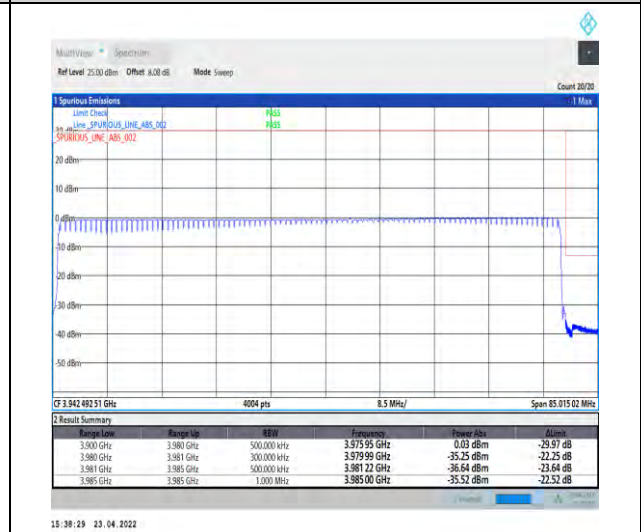 MultiView Spectrum
Ref Level 25.00 dBm Offset 8.08 dB Mode Sweep
Count 20/20
1 Spurious Emissions 1 Max
Limit Check PASS
Line _SPURIOUS_LINE_ABS_002 PASS
_SPURIOUS_LINE_ABS_002
20 dBm
10 dBm
0 dBm
-10 dBm
-20 dBm
-30 dBm
-40 dBm
-50 dBm
CF 3.942 492 51 GHz 4004 pts 8.5 MHz/ Span 85.015 02 MHz
2 Result Summary
Range Low Range Up RBW Frequency Power Abs ΔLimit
3.900 GHz 3.980 GHz 500.000 kHz 3.975 95 GHz 0.03 dBm -29.97 dB
3.980 GHz 3.981 GHz 300.000 kHz 3.979 99 GHz -35.25 dBm -22.25 dB
3.981 GHz 3.985 GHz 500.000 kHz 3.981 22 GHz -36.64 dBm -23.64 dB
3.985 GHz 3.985 GHz 1.000 MHz 3.985 00 GHz -35.52 dBm -22.52 dB
15:38:29 23.04.2022